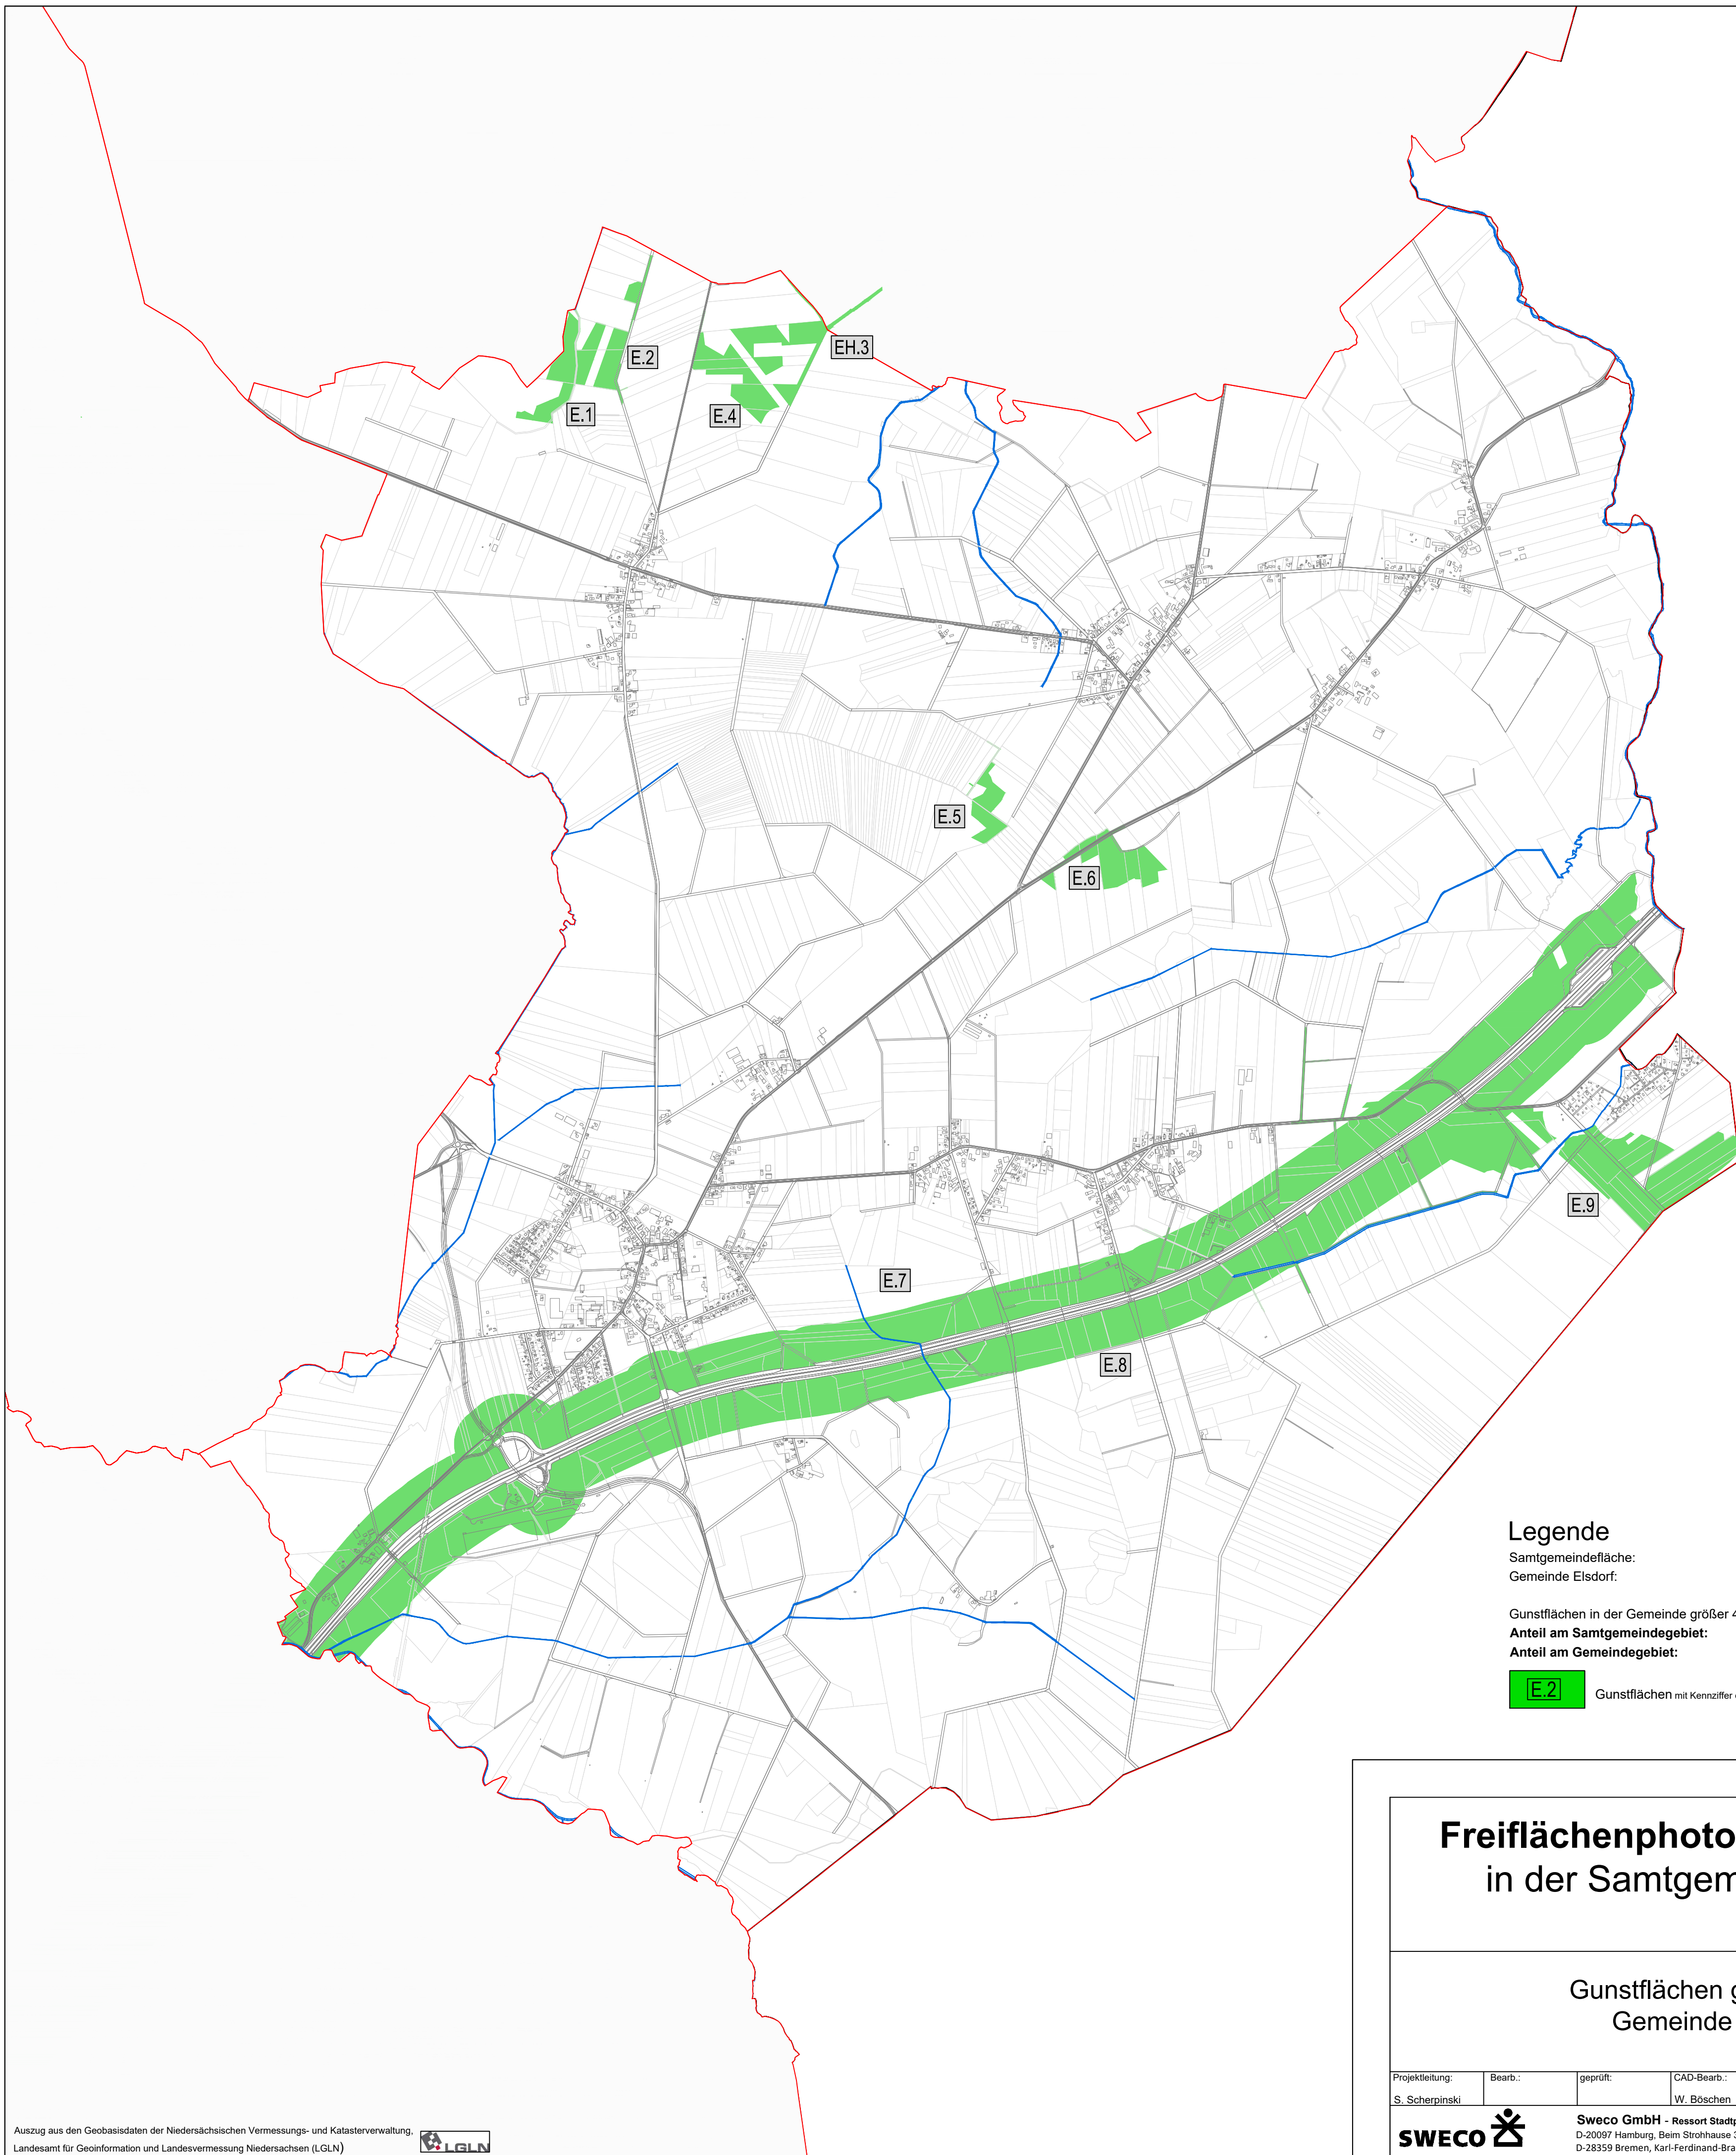 E.2
EH.3
E.1
E.4
E.5
E.6
E.9
E.7
E.8
Legende
Samtgemeindefläche:
Gemeinde Elsdorf:
Gunstflächen in der Gemeinde größer 4
Anteil am Samtgemeindegebiet:
Anteil am Gemeindegebiet:
E.2
Gunstflächen mit Kennziffer
Freiflächenphoto
in der Samtgem
Gunstflächen g
Gemeinde
Projektleitung:
Bearb.:
geprüft:
CAD-Bearb.:
S. Scherpinski
W. Böschen
SWECO
Sweco GmbH - Ressort Stadtp
D-20097 Hamburg, Beim Strohhause 3
D-28359 Bremen, Karl-Ferdinand-Bra
Auszug aus den Geobasisdaten der Niedersächsischen Vermessungs- und Katasterverwaltung,
Landesamt für Geoinformation und Landesvermessung Niedersachsen (LGLN)
LGLN